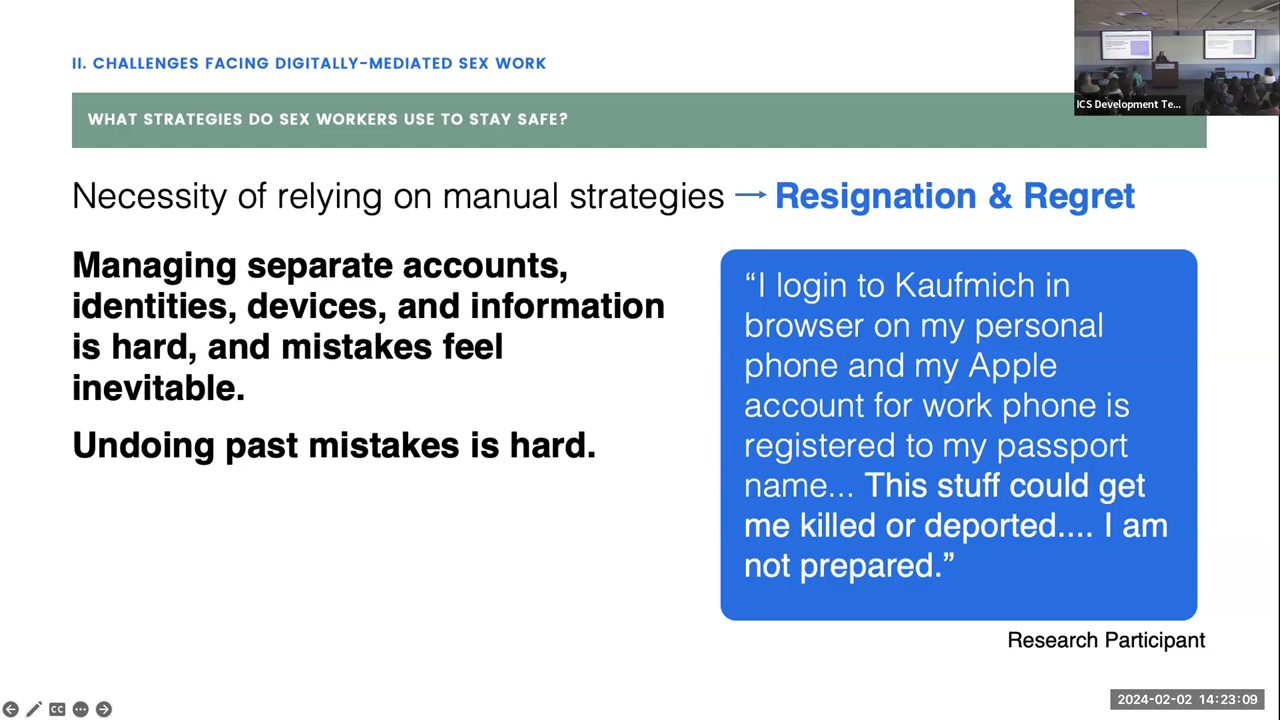 II. CHALLENGES FACING DIGITALLY-MEDIATED SEX WORK
ICS Development Te...
WHAT STRATEGIES DO SEX WORKERS USE TO STAY SAFE?
Necessity of relying on manual strategies → Resignation & Regret
Managing separate accounts,
identities, devices, and information
is hard, and mistakes feel
inevitable.
Undoing past mistakes is hard.
“I login to Kaufmich in
browser on my personal
phone and my Apple
account for work phone is
registered to my passport
name... This stuff could get
me killed or deported.... I am
not prepared.”
Research Participant
CC
2024-02-02 14:23:09